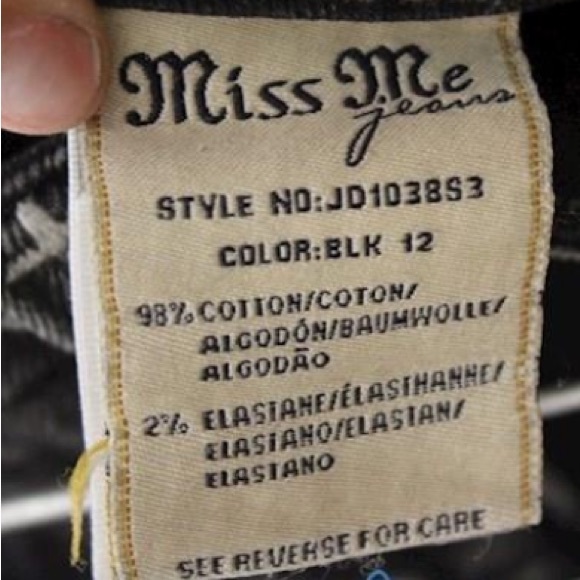 Miss Me
jeans
STYLE NO:JD1038S3
COLOR:BLK 12
98% COTTON/COTON/
ALGODÓN/BAUMWOLLE/
ALGODÃO
2% ELASTANE/ÉLASTHANNE/
ELASTANO/ELASTAN/
ELASTANO
SEE REVERSE FOR CARE